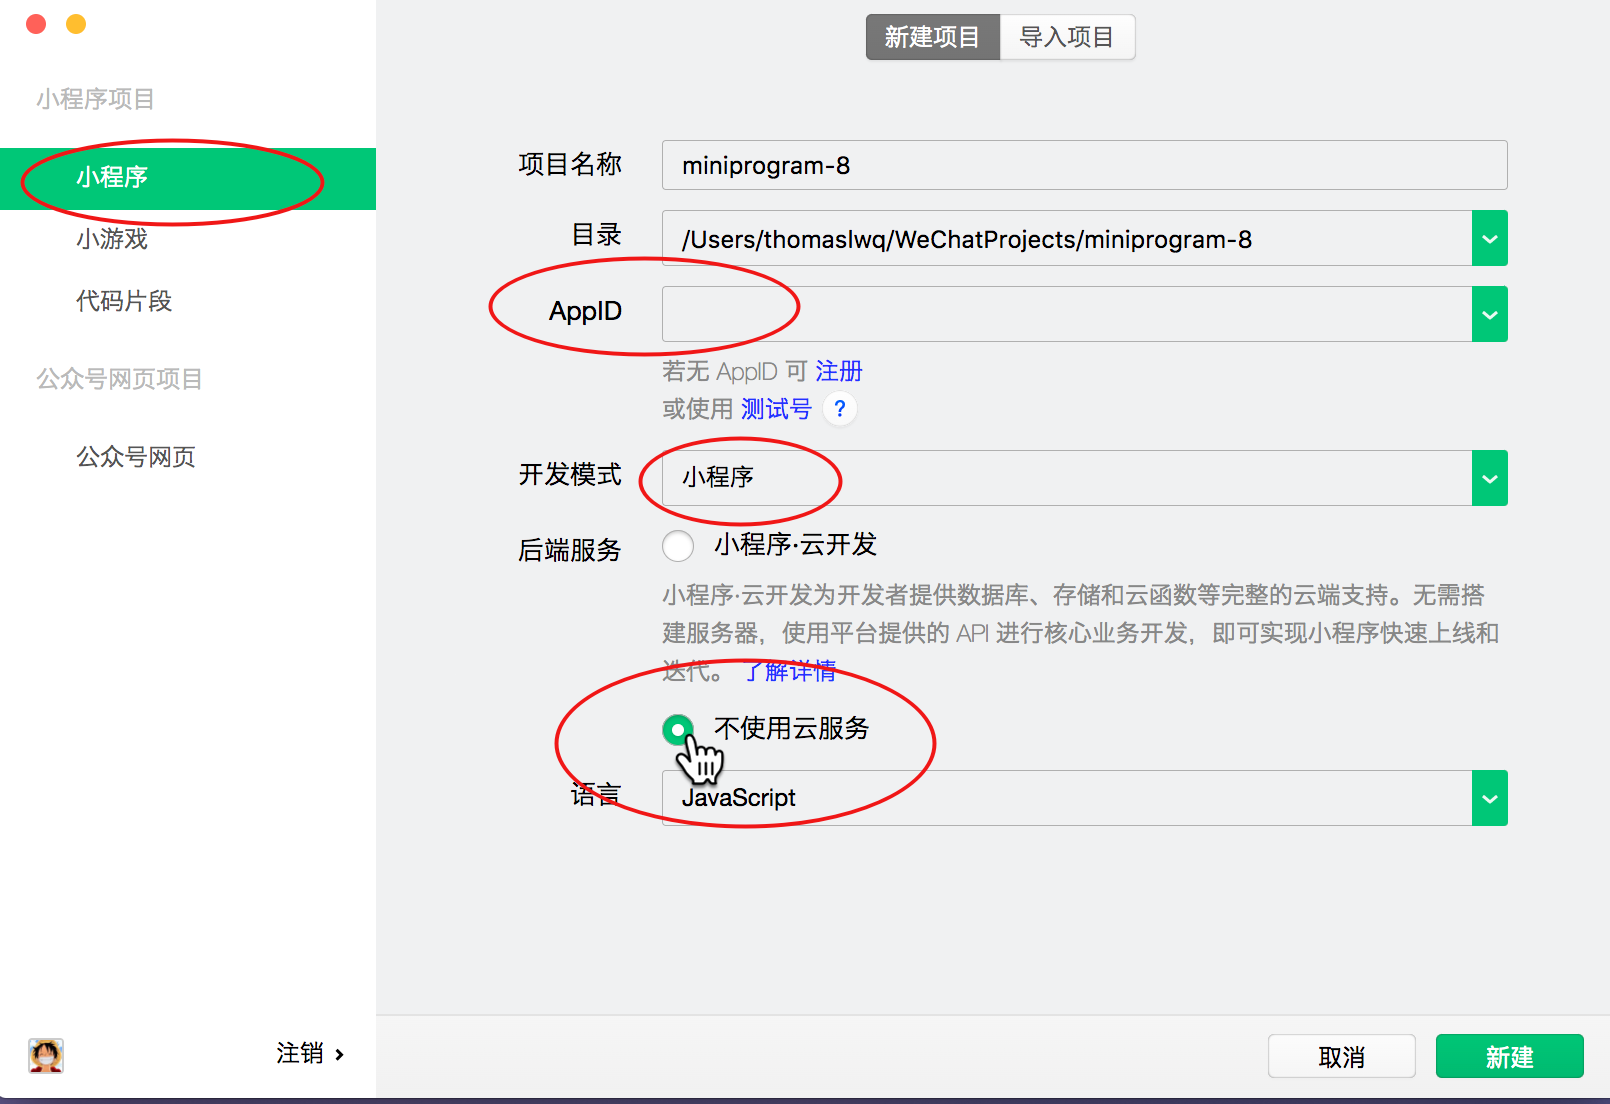 新建项目 导入项目
小程序项目
小程序
小游戏
代码片段
公众号网页项目
公众号网页
注销
项目名称 miniprogram-8
目录 /Users/thomaslwq/WeChatProjects/miniprogram-8
AppID
若无 AppID 可 注册
或使用 测试号 ?
开发模式 小程序
后端服务 小程序·云开发
小程序·云开发为开发者提供数据库、存储和云函数等完整的云端支持。无需搭
建服务器，使用平台提供的 API 进行核心业务开发，即可实现小程序快速上线和
迭代。 了解详情
不使用云服务
语言 JavaScript
取消 新建